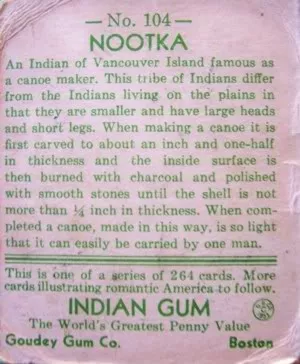 — No. 104 —
NOOTKA
An Indian of Vancouver Island famous as
a canoe maker. This tribe of Indians differ
from the Indians living on the plains in
that they are smaller and have large heads
and short legs. When making a canoe it is
first carved to about an inch and one-half
in thickness and the inside surface is
then burned with charcoal and polished
with smooth stones until the shell is not
more than ¼ inch in thickness. When com-
pleted a canoe, made in this way, is so light
that it can easily be carried by one man.
This is one of a series of 264 cards. More
cards illustrating romantic America to follow.
INDIAN GUM
The World's Greatest Penny Value
Goudey Gum Co. Boston